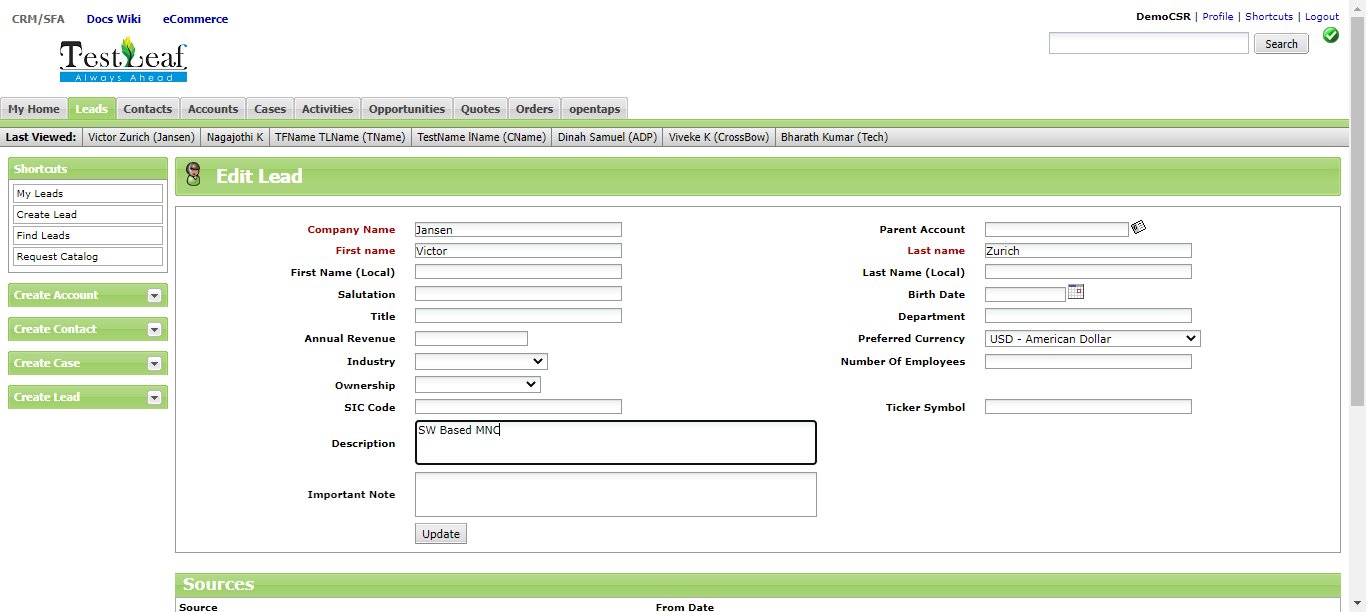 CRM/SFA Docs Wiki eCommerce
DemoCSR | Profile | Shortcuts | Logout
TestLeaf
Always Ahead
Search
My Home Leads Contacts Accounts Cases Activities Opportunities Quotes Orders opentaps
Last Viewed: Victor Zurich (Jansen) Nagajothi K TFName TLName (TName) TestName lName (CName) Dinah Samuel (ADP) Viveke K (CrossBow) Bharath Kumar (Tech)
Shortcuts
My Leads
Create Lead
Find Leads
Request Catalog
Create Account
Create Contact
Create Case
Create Lead
Edit Lead
Company Name Jansen Parent Account
First name Victor Last name Zurich
First Name (Local) Last Name (Local)
Salutation Birth Date
Title Department
Annual Revenue Preferred Currency USD - American Dollar
Industry Number Of Employees
Ownership
SIC Code Ticker Symbol
Description SW Based MNC
Important Note
Update
Sources
Source From Date